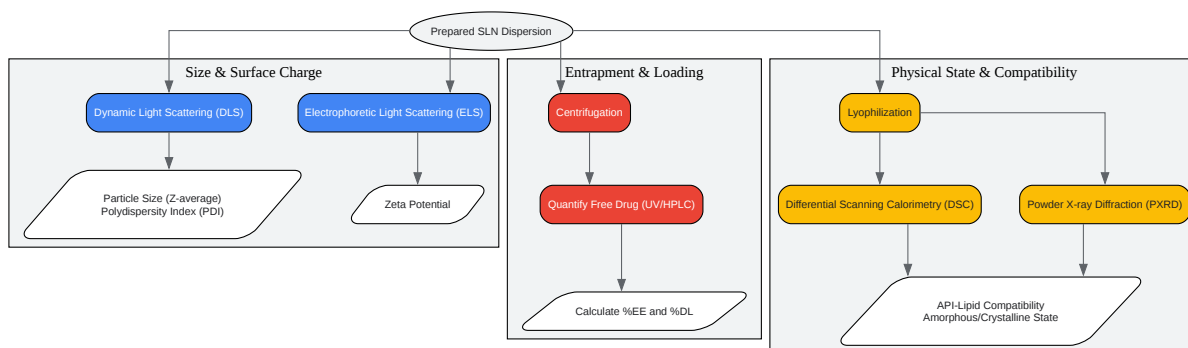 Prepared SLN Dispersion
Size & Surface Charge
Dynamic Light Scattering (DLS)
Electrophoretic Light Scattering (ELS)
Particle Size (Z-average)
Polydispersity Index (PDI)
Zeta Potential
Entrapment & Loading
Centrifugation
Quantify Free Drug (UV/HPLC)
Calculate %EE and %DL
Physical State & Compatibility
Lyophilization
Differential Scanning Calorimetry (DSC)
Powder X-ray Diffraction (PXRD)
API-Lipid Compatibility
Amorphous/Crystalline State